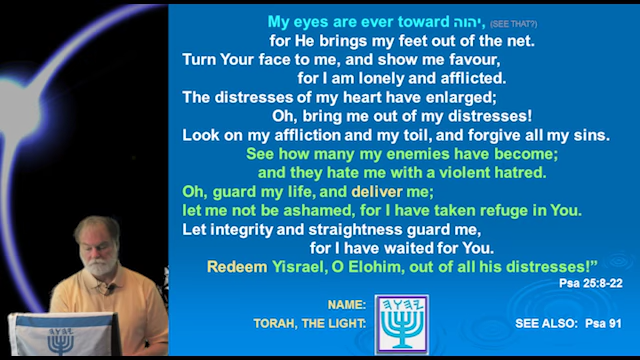 My eyes are ever toward יהוה, (SEE THAT?)
for He brings my feet out of the net.
Turn Your face to me, and show me favour,
for I am lonely and afflicted.
The distresses of my heart have enlarged;
Oh, bring me out of my distresses!
Look on my affliction and my toil, and forgive all my sins.
See how many my enemies have become;
and they hate me with a violent hatred.
Oh, guard my life, and deliver me;
let me not be ashamed, for I have taken refuge in You.
Let integrity and straightness guard me,
for I have waited for You.
Redeem Yisrael, O Elohim, out of all his distresses!”
Psa 25:8-22
NAME:
TORAH, THE LIGHT:
SEE ALSO: Psa 91